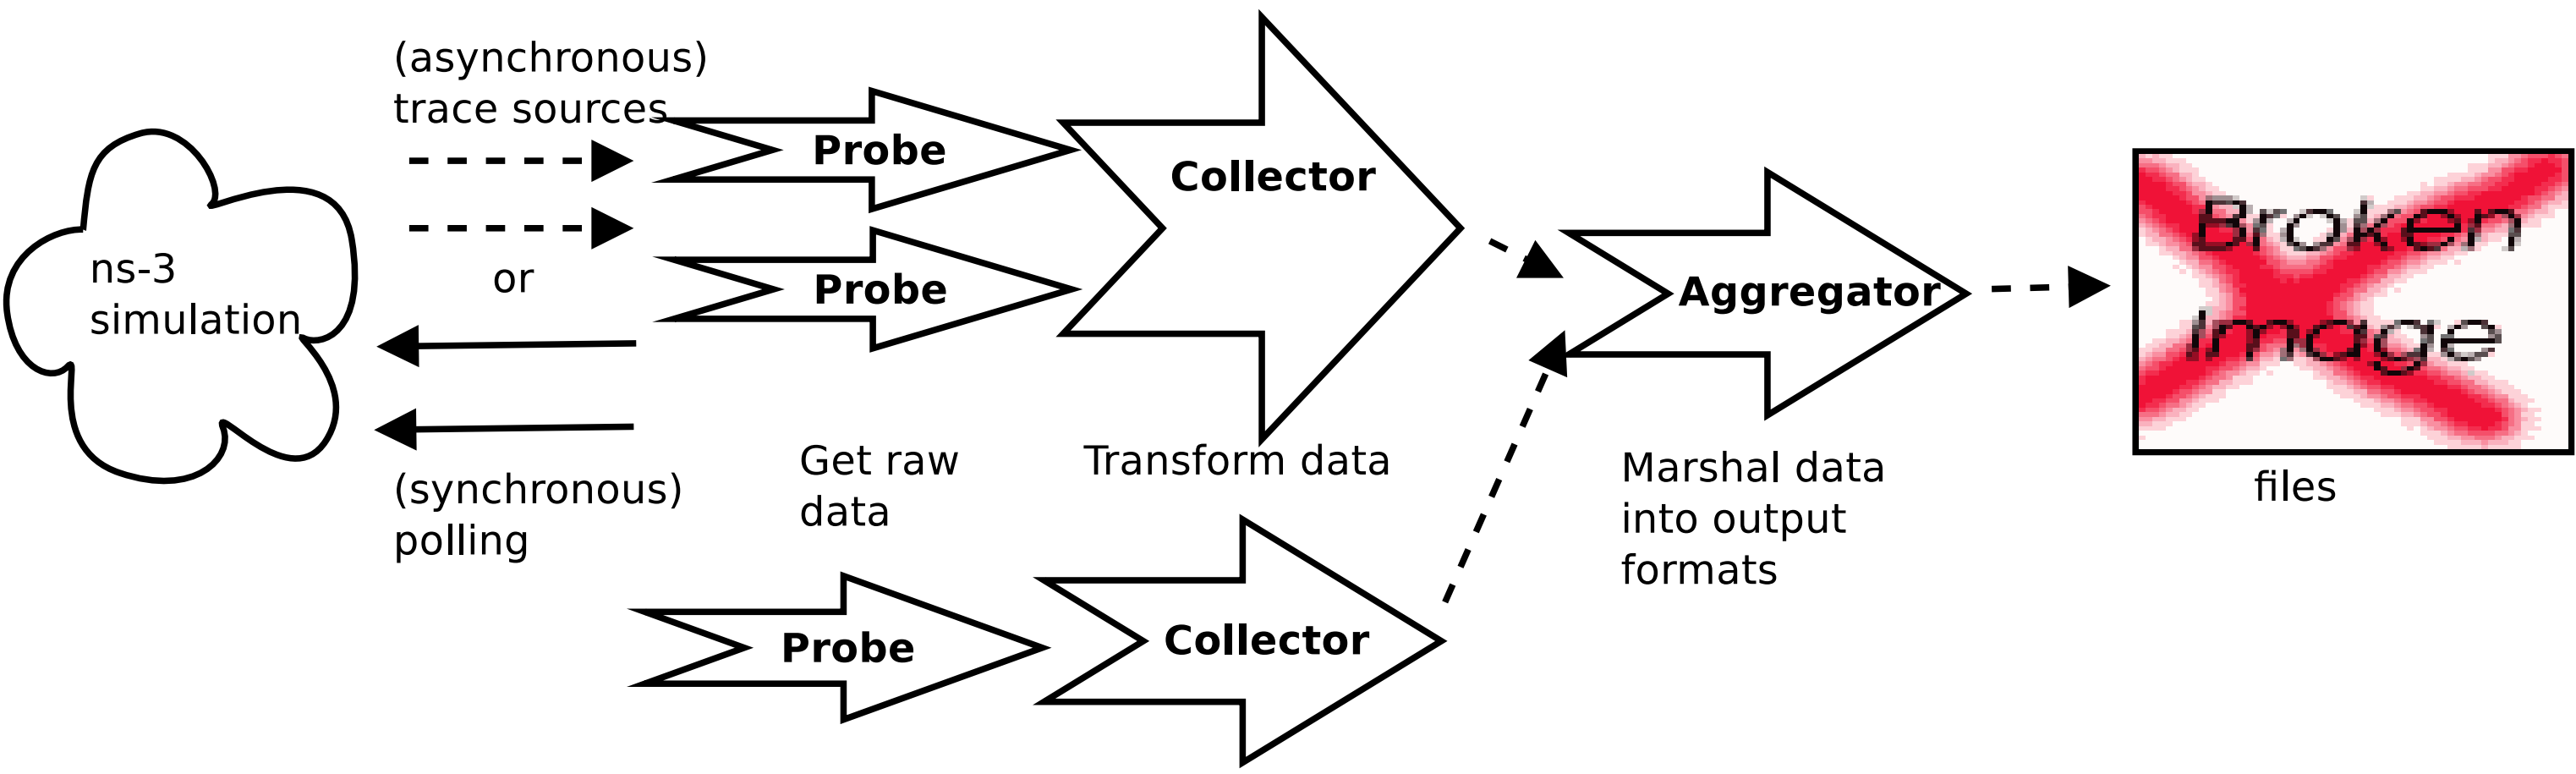 (asynchronous)
trace sources
or
ns-3
simulation
(synchronous)
polling
Probe
Probe
Get raw
data
Probe
Collector
Transform data
Collector
Aggregator
Marshal data
into output
formats
Broken
Image
files